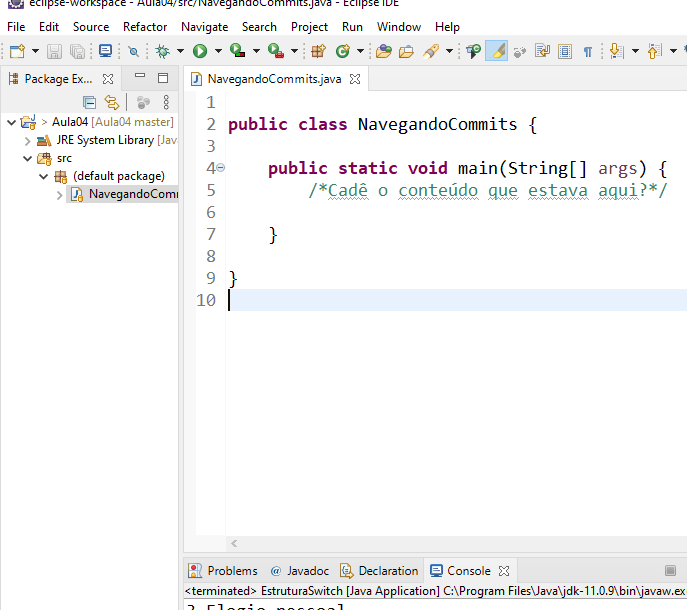 eclipse-workspace - Aula04/src/NavegandoCommits.java - Eclipse IDE
File Edit Source Refactor Navigate Search Project Run Window Help
Package Ex...
NavegandoCommits.java
> Aula04 [Aula04 master]
JRE System Library [Jav
src
(default package)
NavegandoComm
1
2 public class NavegandoCommits {
3
4 public static void main(String[] args) {
5 /*Cadê o conteúdo que estava aqui?*/
6
7 }
8
9 }
10
Problems @ Javadoc Declaration Console
<terminated> EstruturaSwitch [Java Application] C:\Program Files\Java\jdk-11.0.9\bin\javaw.ex
3 Elogio pessoal